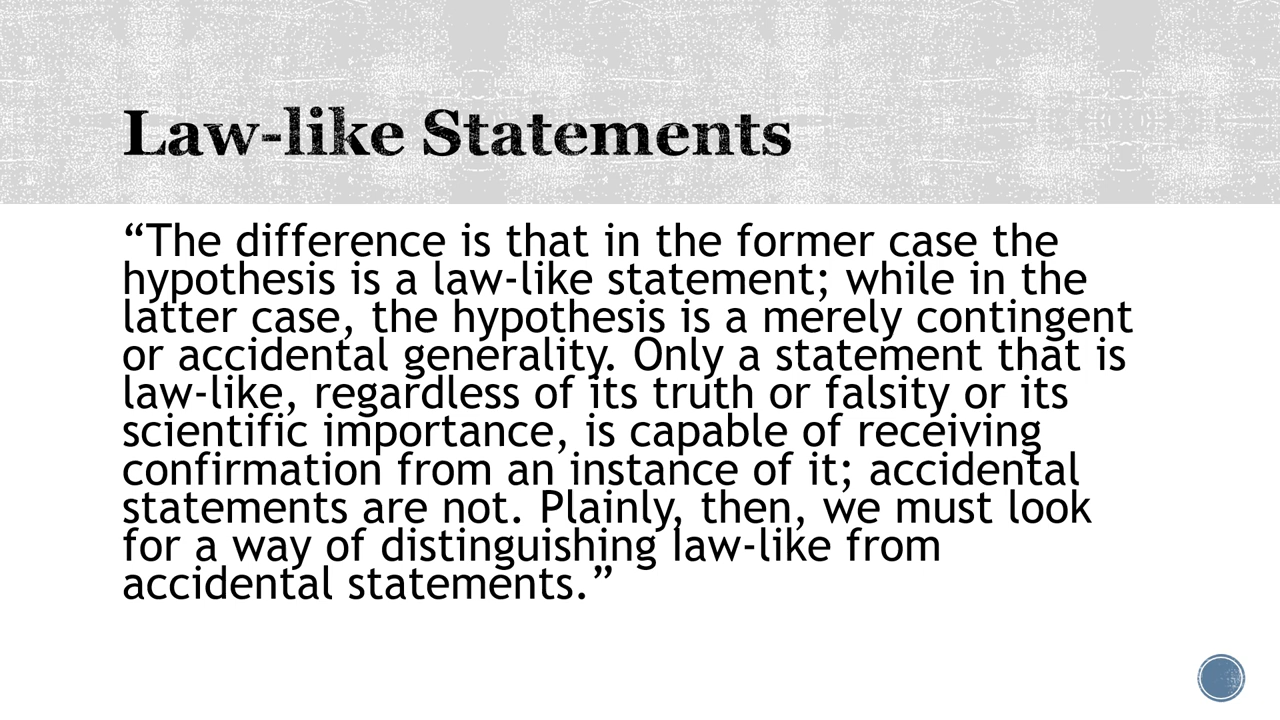 Law-like Statements
“The difference is that in the former case the
hypothesis is a law-like statement; while in the
latter case, the hypothesis is a merely contingent
or accidental generality. Only a statement that is
law-like, regardless of its truth or falsity or its
scientific importance, is capable of receiving
confirmation from an instance of it; accidental
statements are not. Plainly, then, we must look
for a way of distinguishing law-like from
accidental statements.”